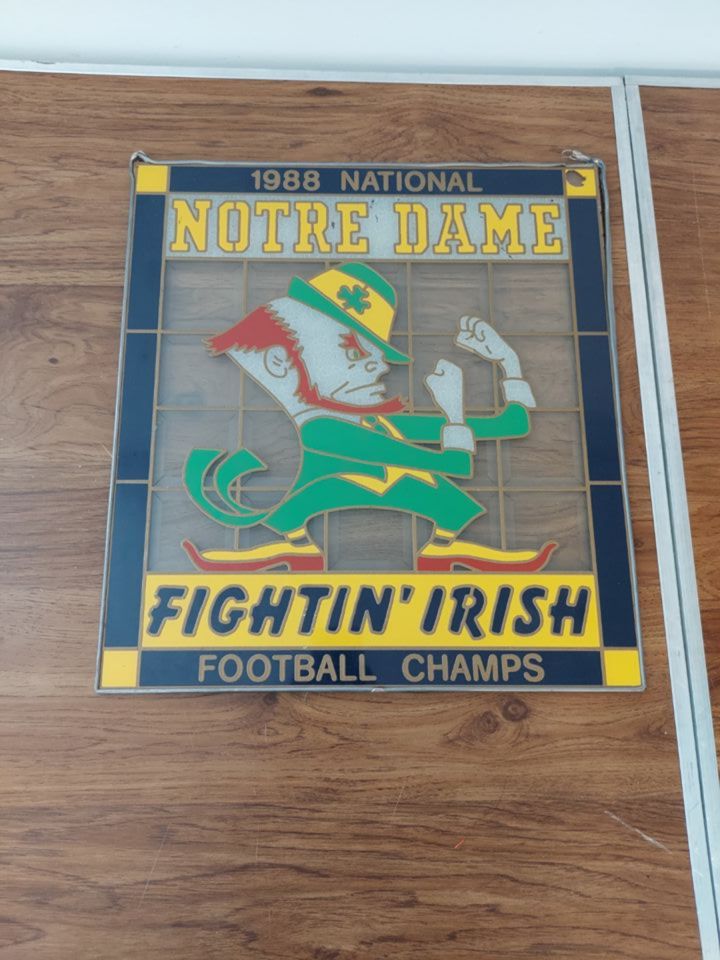 1988 NATIONAL
NOTRE DAME
FIGHTIN' IRISH
FOOTBALL CHAMPS